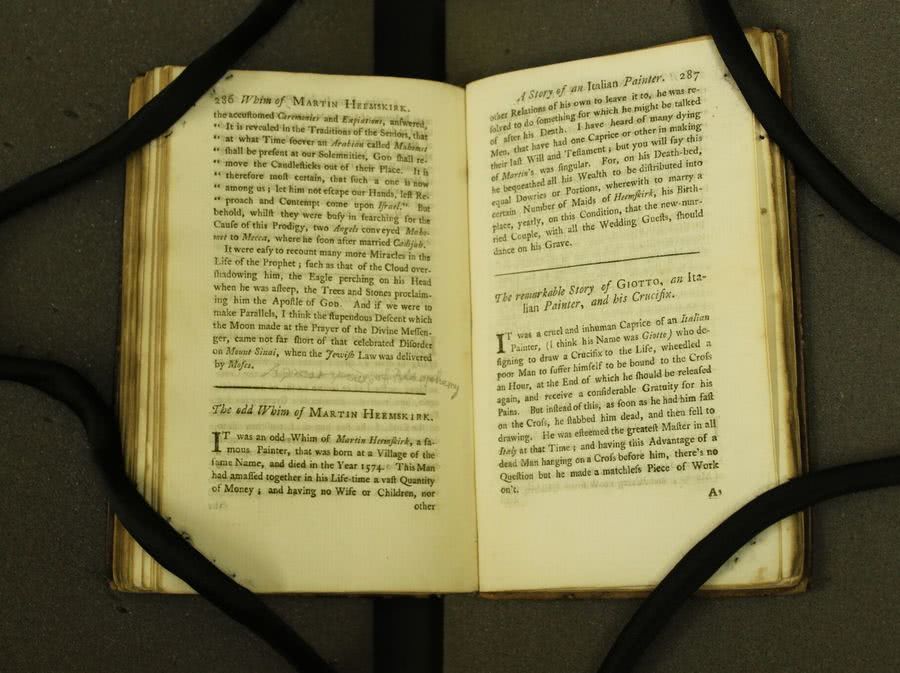 286 Whim of MARTIN HEEMSKIRK.
the accuſtomed Ceremonies and Expiations, anſwered,
“ It is revealed in the Traditions of the Seniors, that
“ at what Time ſoever an Arabian called Mahomet
“ ſhall be preſent at our Solemnities, GOD ſhall re-
“ move the Candleſticks out of their Place. It is
“ therefore moſt certain, that ſuch a one is now
“ among us; let him not eſcape our Hands, leſt Re-
“ proach and Contempt come upon Iſrael.“ But
behold, whilſt they were buſy in ſearching for the
Cauſe of this Prodigy, two Angels conveyed Maho-
met to Mecca, where he ſoon after married Cadijah.
It were eaſy to recount many more Miracles in the
Life of the Prophet; ſuch as that of the Cloud over-
ſhadowing him, the Eagle perching on his Head
when he was aſleep, the Trees and Stones proclaim-
ing him the Apoſtle of GOD. And if we were to
make Parallels, I think the ſtupendous Deſcent which
the Moon made at the Prayer of the Divine Meſſen-
ger, came not far ſhort of that celebrated Diſorder
on Mount Sinai, when the Jewiſh Law was delivered
by Moſes.
of Blasphemy
The odd Whim of MARTIN HEEMSKIRK.
IT was an odd Whim of Martin Heemſkirk, a fa-
mous Painter, that was born at a Village of the
ſame Name, and died in the Year 1574. This Man
had amaſſed together in his Life-time a vaſt Quantity
of Money; and having no Wife or Children, nor
other
A Story of an Italian Painter. 287
other Relations of his own to leave it to, he was re-
ſolved to do ſomething for which he might be talked
of after his Death. I have heard of many dying
Men, that have had one Caprice or other in making
their laſt Will and Teſtament; but you will ſay this
of Martin's was ſingular. For, on his Death-bed,
he bequeathed all his Wealth to be diſtributed into
equal Dowries or Portions, wherewith to marry a
certain Number of Maids of Heemſkirk, his Birth-
place, yearly, on this Condition, that the new-mar-
ried Couple, with all the Wedding Gueſts, ſhould
dance on his Grave.
The remarkable Story of GIOTTO, an Ita-
lian Painter, and his Crucifix.
IT was a cruel and inhuman Caprice of an Italian
Painter, (I think his Name was Giotto) who de-
ſigning to draw a Crucifix to the Life, wheedled a
poor Man to ſuffer himſelf to be bound to the Croſs
an Hour, at the End of which he ſhould be releaſed
again, and receive a conſiderable Gratuity for his
Pains. But inſtead of this, as ſoon as he had him faſt
on the Croſs, he ſtabbed him dead, and then fell to
drawing. He was eſteemed the greateſt Maſter in all
Italy at that Time; and having this Advantage of a
dead Man hanging on a Croſs before him, there's no
Queſtion but he made a matchleſs Piece of Work
on't.
A